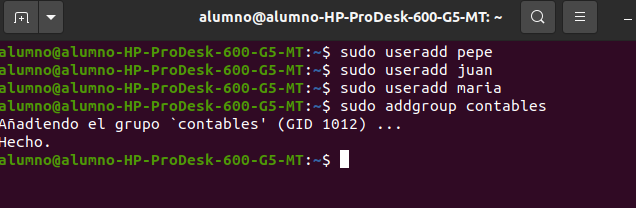 alumno@alumno-HP-ProDesk-600-G5-MT: ~
alumno@alumno-HP-ProDesk-600-G5-MT:~$ sudo useradd pepe
alumno@alumno-HP-ProDesk-600-G5-MT:~$ sudo useradd juan
alumno@alumno-HP-ProDesk-600-G5-MT:~$ sudo useradd maria
alumno@alumno-HP-ProDesk-600-G5-MT:~$ sudo addgroup contables
Añadiendo el grupo `contables' (GID 1012) ...
Hecho.
alumno@alumno-HP-ProDesk-600-G5-MT:~$